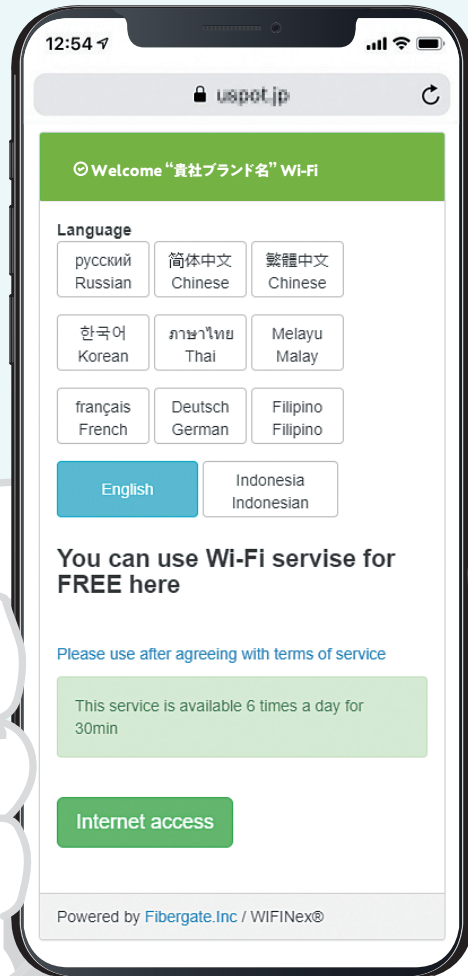 12:54
uspot.jp
Welcome “貴社ブランド名” Wi-Fi
Language
русский
Russian
简体中文
Chinese
繁體中文
Chinese
한국어
Korean
ภาษาไทย
Thai
Melayu
Malay
français
French
Deutsch
German
Filipino
Filipino
English
Indonesia
Indonesian
You can use Wi-Fi servise for
FREE here
Please use after agreeing with terms of service
This service is available 6 times a day for
30min
Internet access
Powered by Fibergate.Inc / WIFINex®